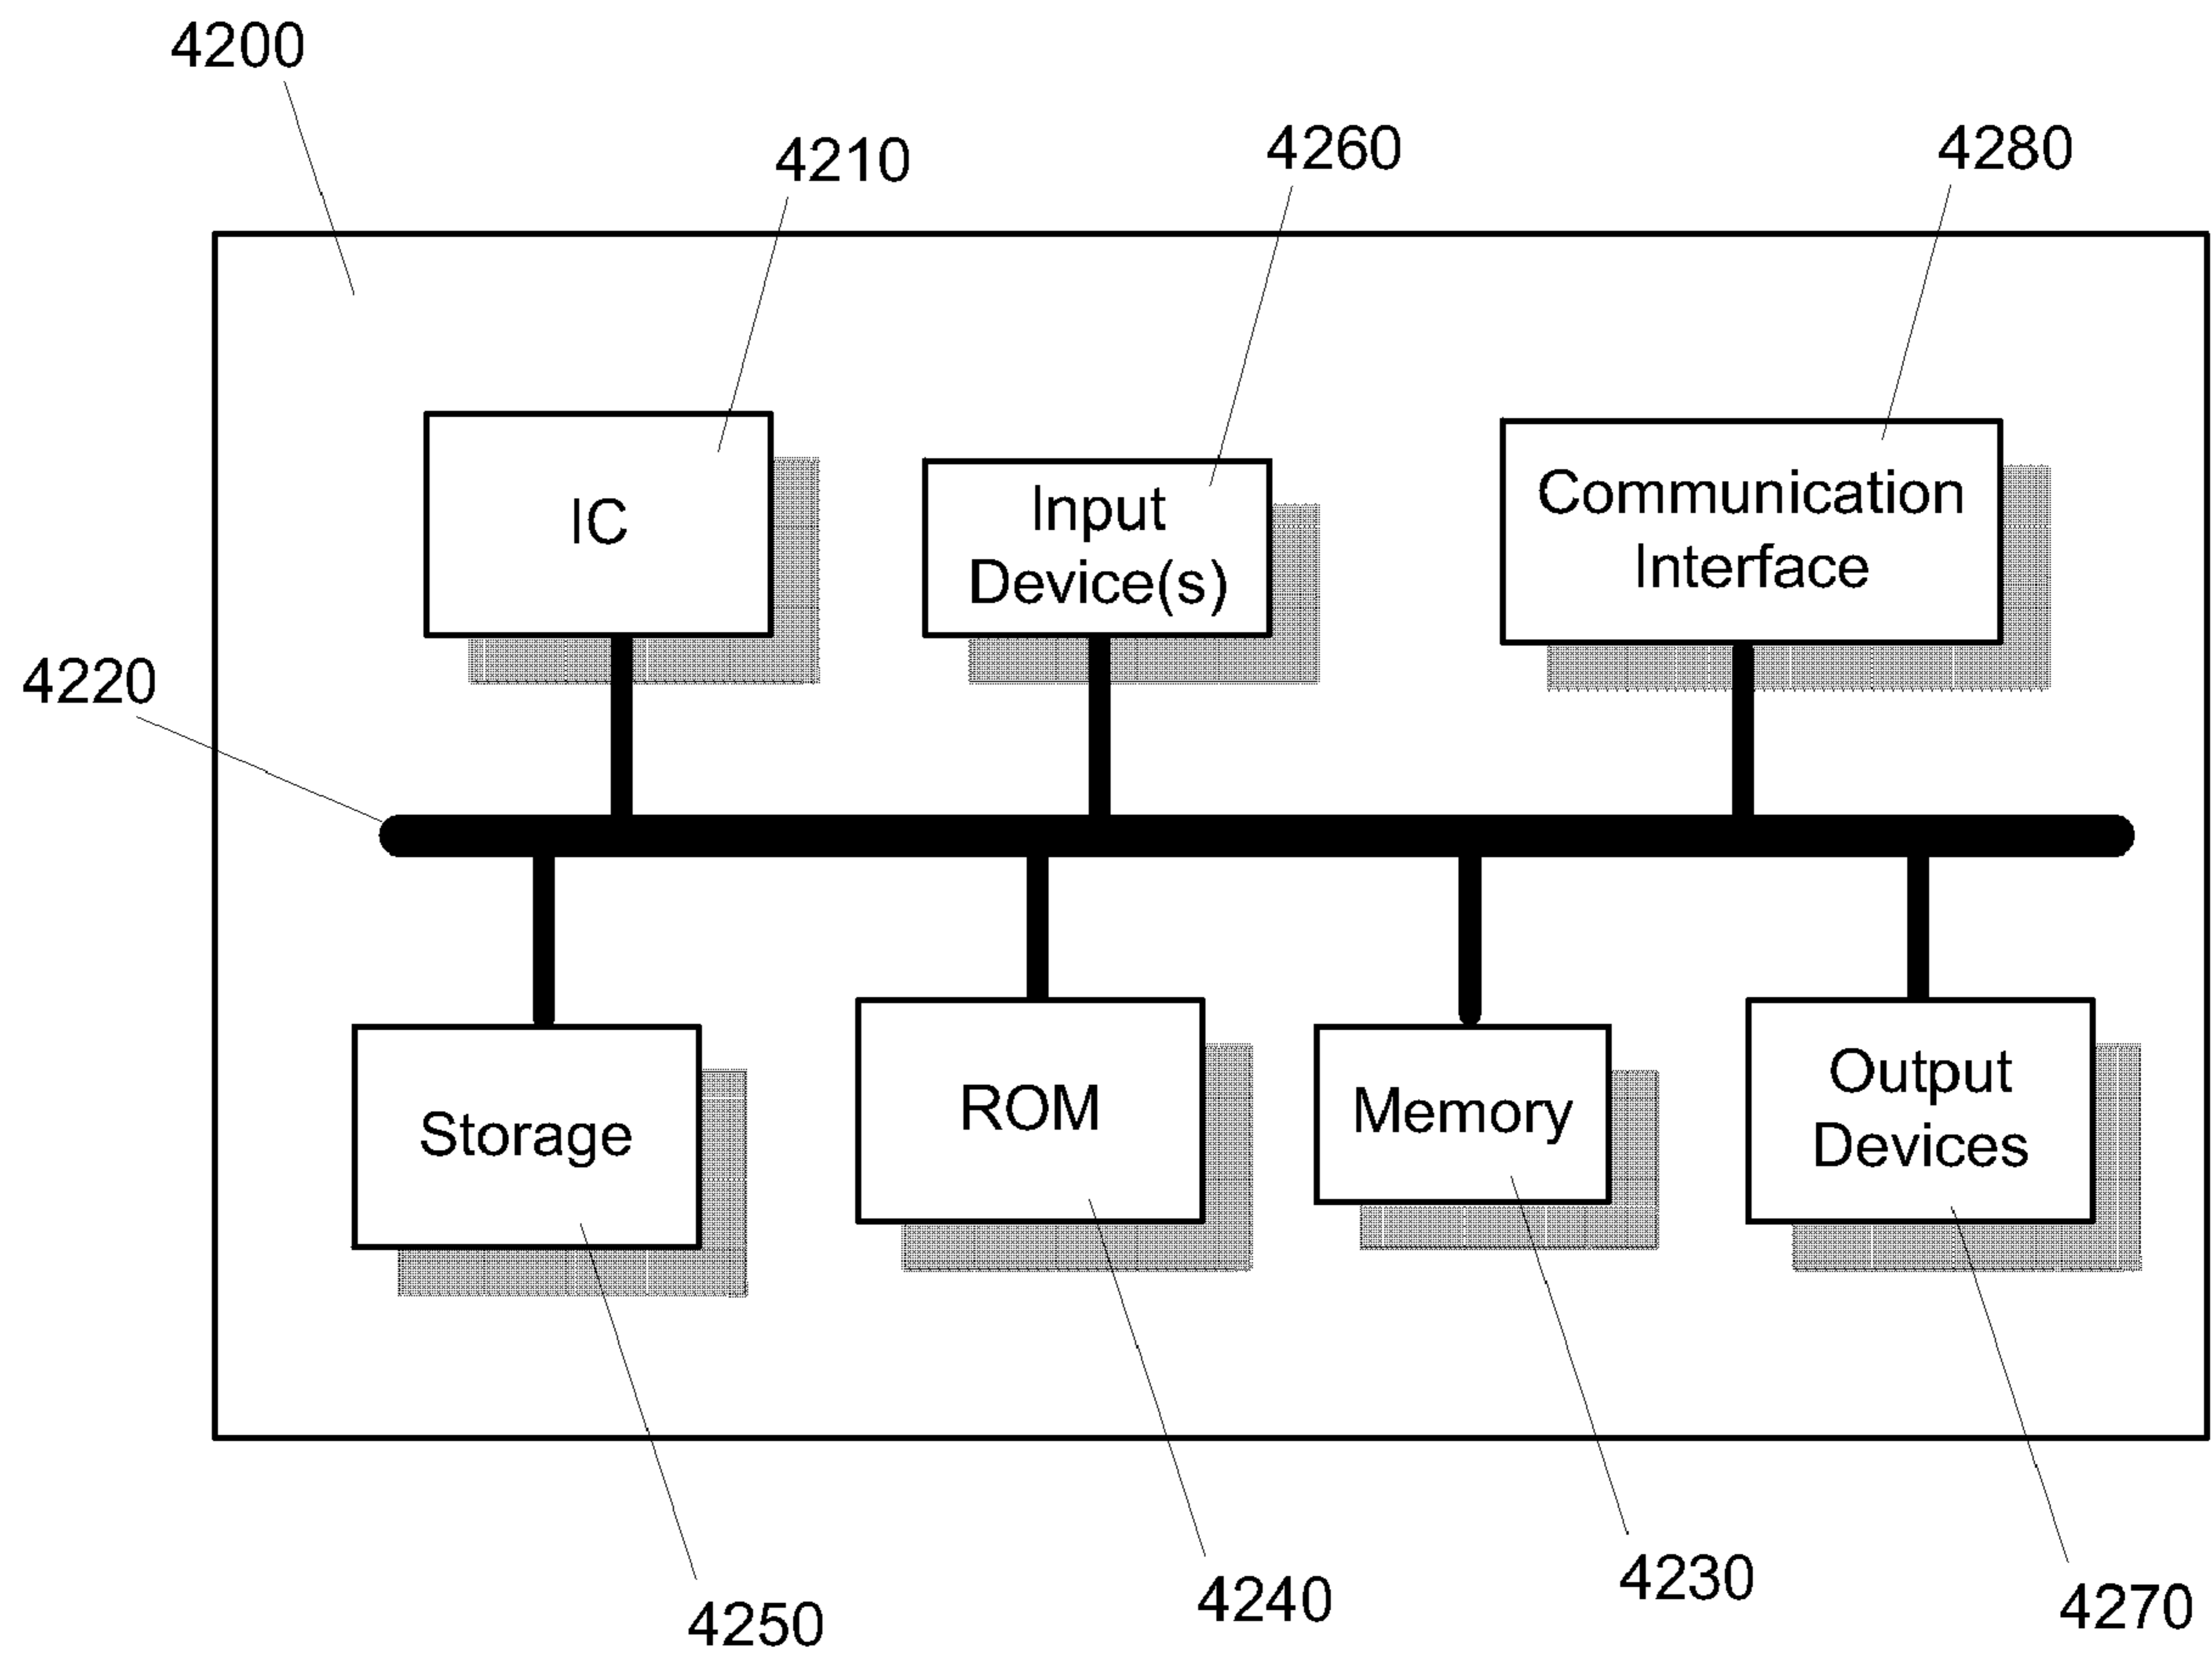 4200
4210
4260
4280
IC
Input
Device(s)
Communication
Interface
4220
Storage
ROM
Memory
Output
Devices
4250
4240
4230
4270